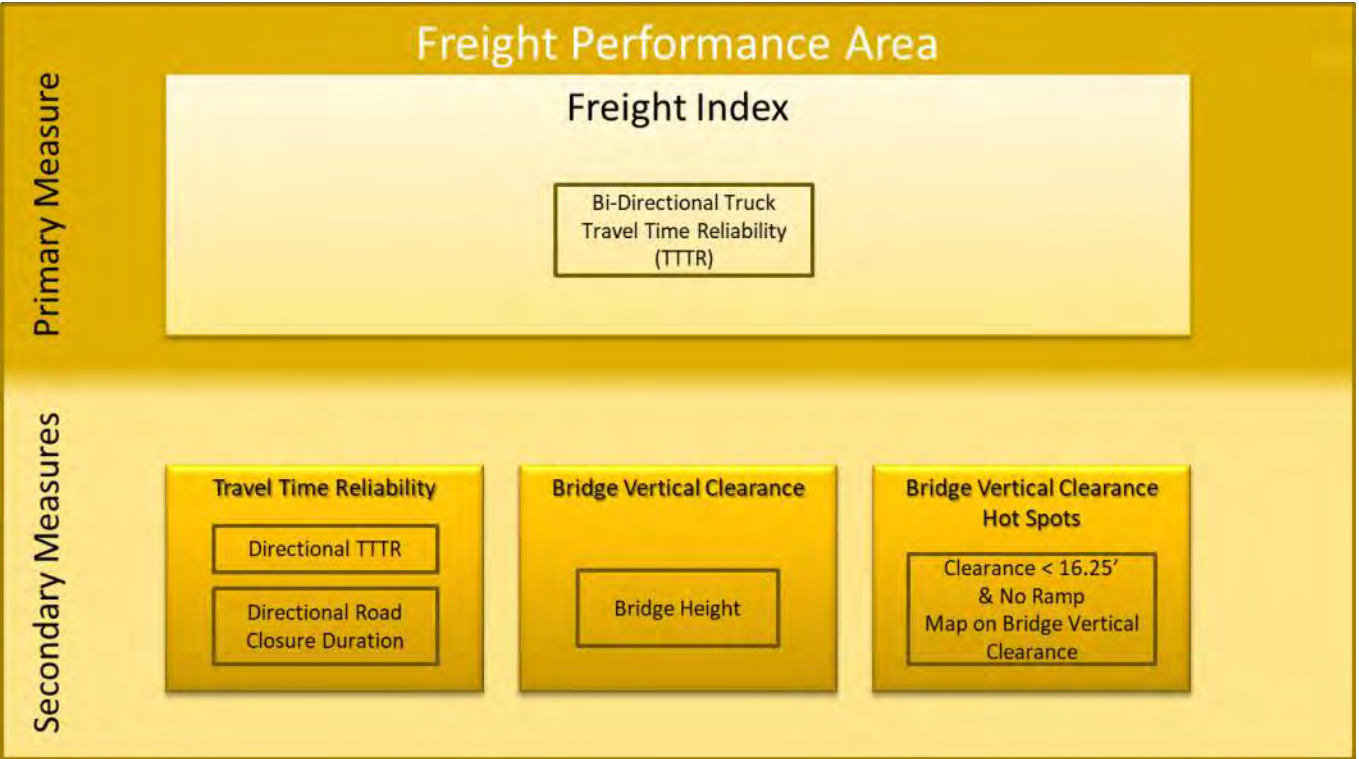 Freight Performance Area
Primary Measure
Freight Index
Bi-Directional Truck
Travel Time Reliability
(TTTR)
Secondary Measures
Travel Time Reliability
Directional TTTR
Directional Road
Closure Duration
Bridge Vertical Clearance
Bridge Height
Bridge Vertical Clearance
Hot Spots
Clearance < 16.25’
& No Ramp
Map on Bridge Vertical
Clearance